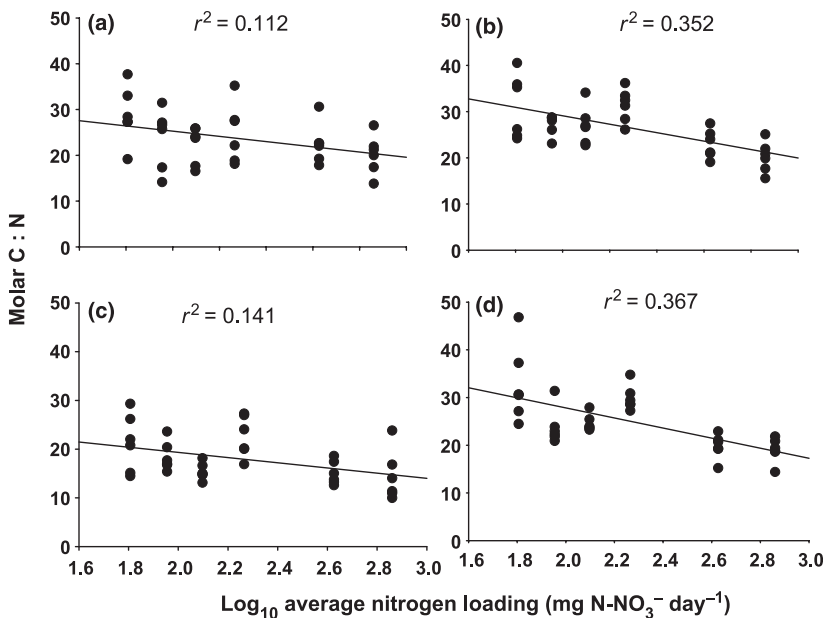 (a)
r² = 0.112
50
40
30
20
10
0
(b)
r² = 0.352
50
40
30
20
10
0
Molar C : N
(c)
r² = 0.141
50
40
30
20
10
0
1.6 1.8 2.0 2.2 2.4 2.6 2.8 3.0
(d)
r² = 0.367
50
40
30
20
10
0
1.6 1.8 2.0 2.2 2.4 2.6 2.8 3.0
Log₁₀ average nitrogen loading (mg N-NO₃⁻ day⁻¹)